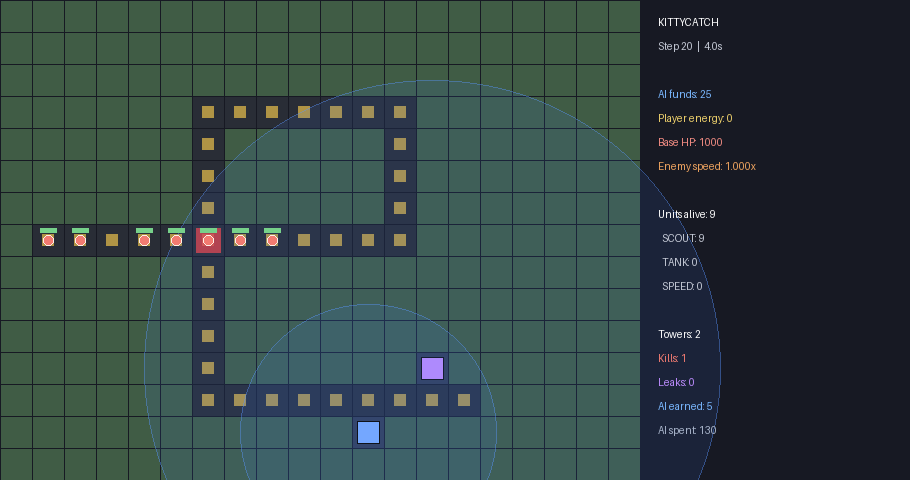 KITTYCATCH
Step 20 | 4.0s
AI funds: 25
Player energy: 0
Base HP: 1000
Enemy speed: 1.000x
Units alive: 9
SCOUT: 9
TANK: 0
SPEED: 0
Towers: 2
Kills: 1
Leaks: 0
AI earned: 5
AI spent: 130